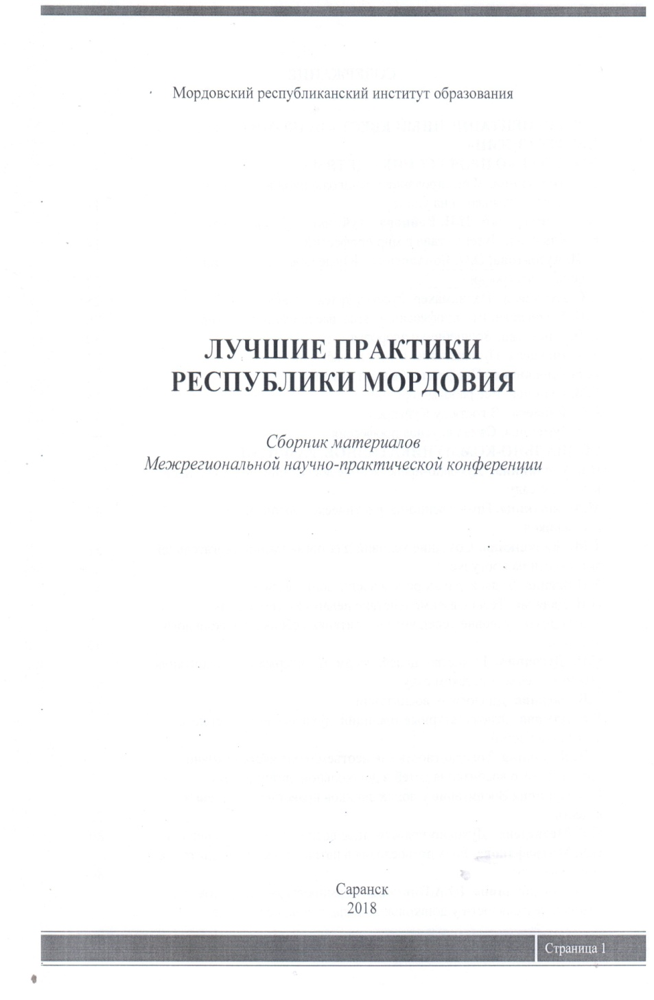 Мордовский республиканский институт образования
ЛУЧШИЕ ПРАКТИКИ
РЕСПУБЛИКИ МОРДОВИЯ
Сборник материалов
Межрегиональной научно-практической конференции
Саранск
2018
Страница 1